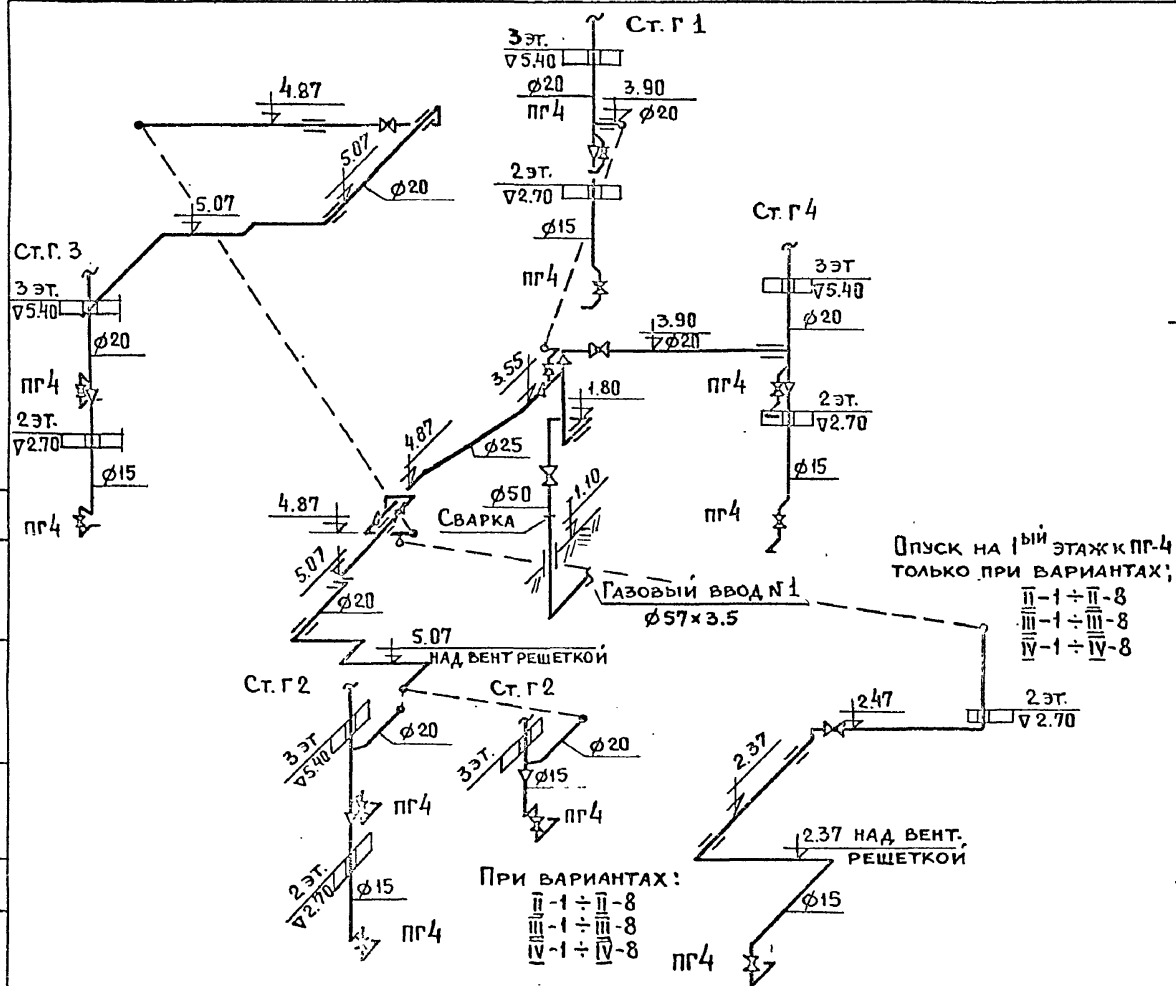 Ст. Г 1
3 эт.
▽5.40
ø20
пг4
3.90
ø20
2 эт.
▽2.70
ø15
пг4
4.87
5.07
ø20
5.07
Ст. Г. 3
3 эт.
▽5.40
ø20
пг4
2 эт.
▽2.70
ø15
пг4
Ст. Г 4
3 эт
▽5.40
ø20
3.90
ø20
пг4
2 эт.
▽2.70
ø15
пг4
3.55
1.80
4.87
ø25
ø50
1.10
Сварка
4.87
5.07
ø20
Газовый ввод N1
ø57×3.5
Опуск на 1ый этаж к пг-4
только при вариантах:
II-1 ÷ II-8
III-1 ÷ III-8
IV-1 ÷ IV-8
5.07
над вент решеткой
Ст. Г2
ø20
3 эт
▽5.40
пг4
2 эт.
▽2.70
ø15
пг4
Ст. Г2
ø20
3 эт.
ø15
пг4
При вариантах:
II-1 ÷ II-8
III-1 ÷ III-8
IV-1 ÷ IV-8
2 эт.
▽2.70
2.47
2.37
2.37 над вент.
решеткой
ø15
пг4